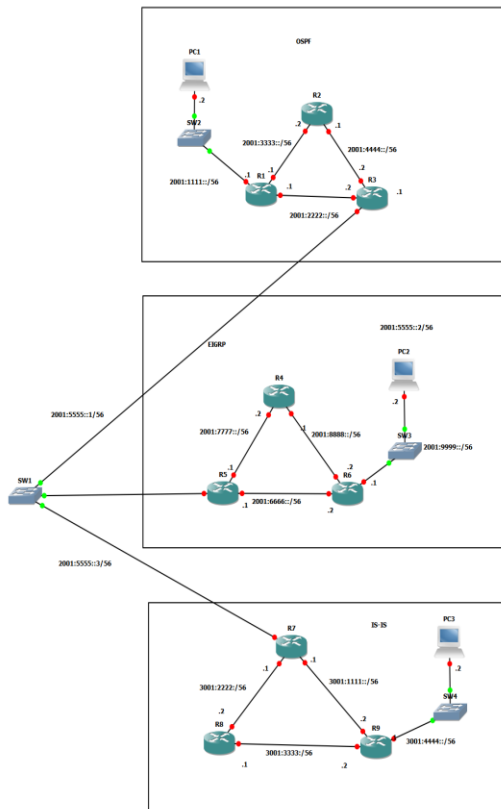 OSPF
PC1
.2
SW2
R2
.2
.1
2001:3333::/56
2001:4444::/56
2001:1111::/56
.1
.1
R1
.1
.2
.2
R3
.1
2001:2222::/56
2001:5555::1/56
EIGRP
2001:5555::2/56
PC2
.2
R4
.2
.1
2001:7777::/56
2001:8888::/56
SW3
2001:9999::/56
SW1
R5
.1
.1
2001:6666::/56
.2
R6
.2
.1
2001:5555::3/56
IS-IS
R7
.1
.1
PC3
.2
3001:2222:/56
3001:1111::/56
SW4
.2
R8
.1
3001:3333:/56
.2
R9
.2
.1
3001:4444::/56